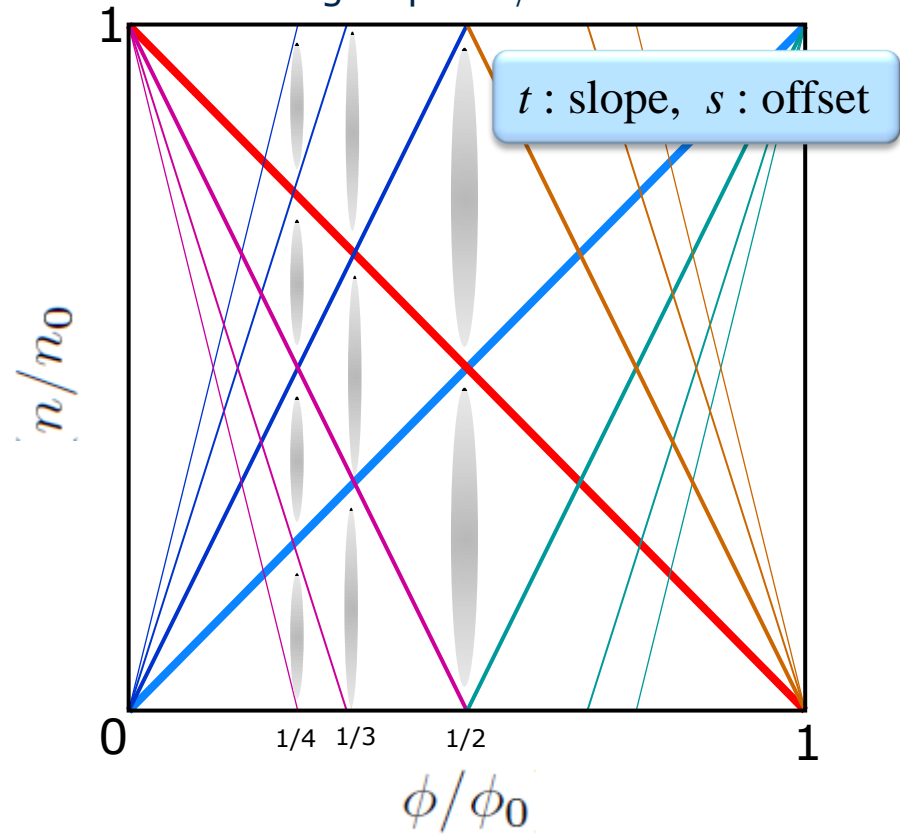 1
t : slope, s : offset
n/n₀
0
1/4 1/3 1/2 1
ϕ/ϕ₀